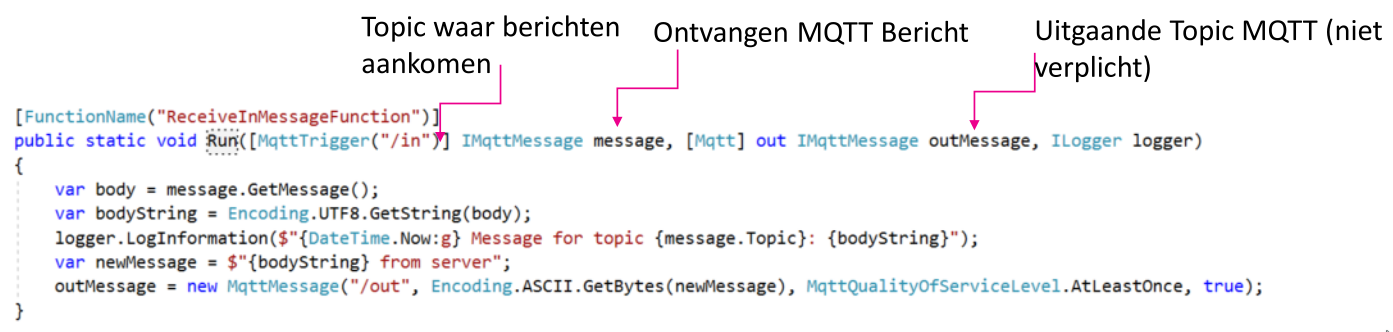 Topic waar berichten
aankomen
Ontvangen MQTT Bericht
Uitgaande Topic MQTT (niet
verplicht)
[FunctionName("ReceiveInMessageFunction")]
public static void Run([MqttTrigger("/in")] IMqttMessage message, [Mqtt] out IMqttMessage outMessage, ILogger logger)
{
    var body = message.GetMessage();
    var bodyString = Encoding.UTF8.GetString(body);
    logger.LogInformation($"{DateTime.Now:g} Message for topic {message.Topic}: {bodyString}");
    var newMessage = $"{bodyString} from server";
    outMessage = new MqttMessage("/out", Encoding.ASCII.GetBytes(newMessage), MqttQualityOfServiceLevel.AtLeastOnce, true);
}